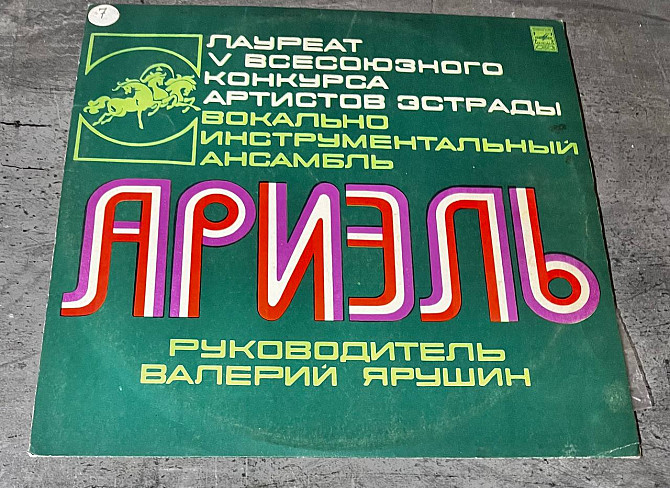 7
ЛАУРЕАТ
V ВСЕСОЮЗНОГО
КОНКУРСА
АРТИСТОВ ЭСТРАДЫ
ВОКАЛЬНО
ИНСТРУМЕНТАЛЬНЫЙ
АНСАМБЛЬ
АРИЭЛЬ
РУКОВОДИТЕЛЬ
ВАЛЕРИЙ ЯРУШИН